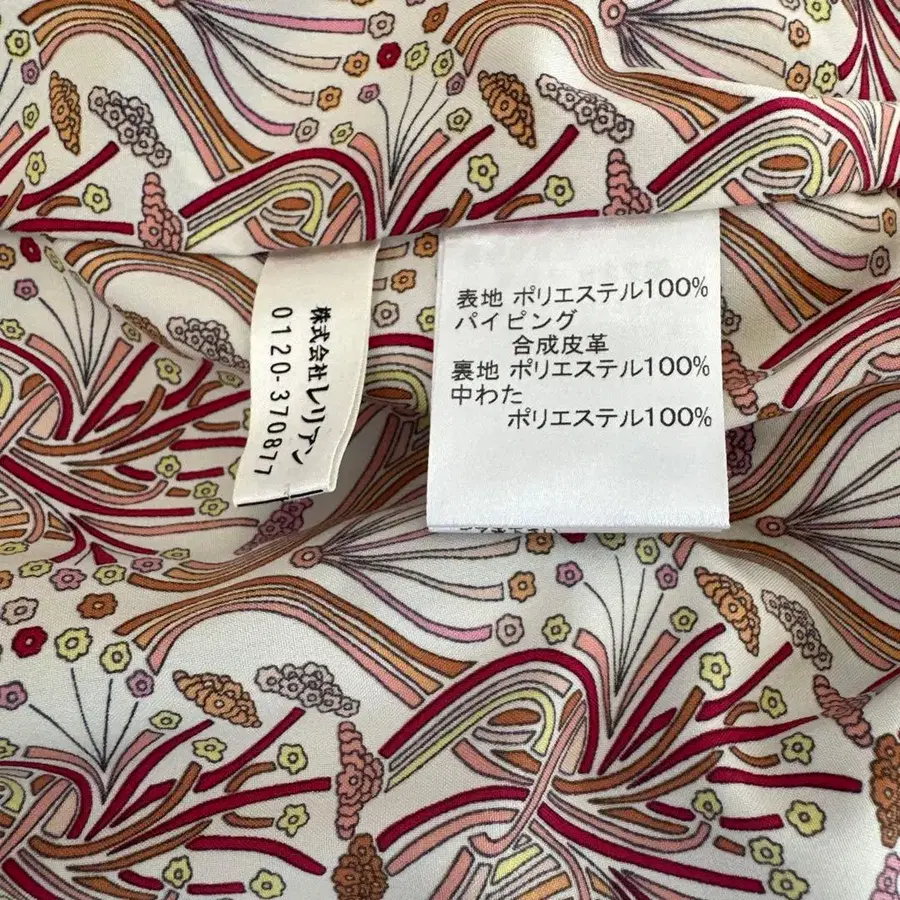 株式会社レリアン
0120-370877
表地 ポリエステル100%
パイピング
合成皮革
裏地 ポリエステル100%
中わた
ポリエステル100%